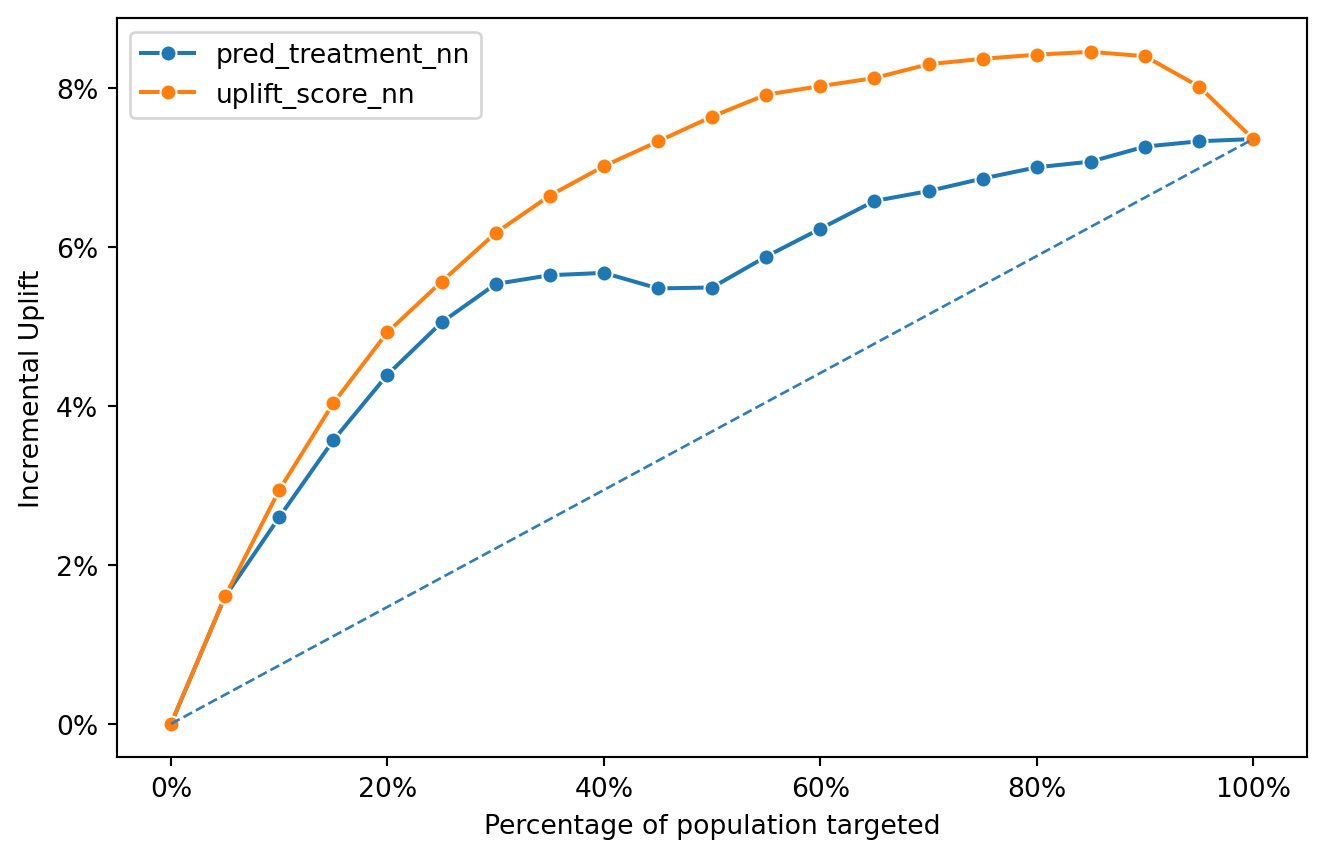 pred_treatment_nn
uplift_score_nn
8%
6%
4%
2%
0%
Incremental Uplift
0%
20%
40%
60%
80%
100%
Percentage of population targeted